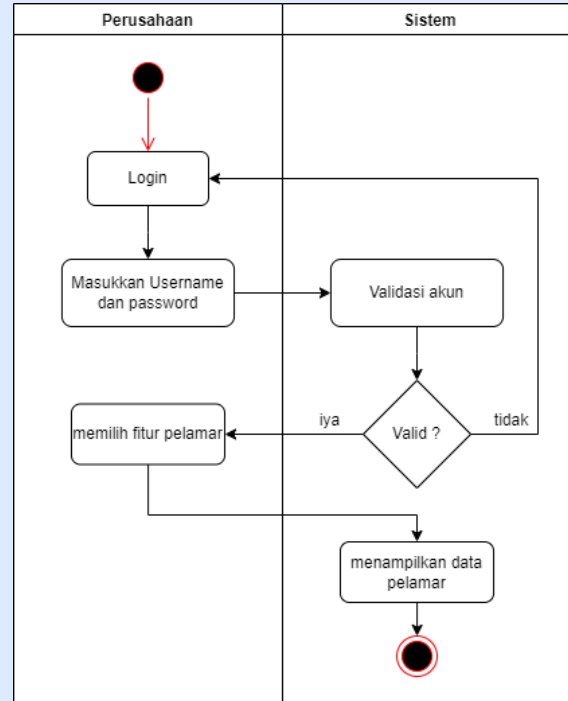 Perusahaan
Sistem
Login
Masukkan Username
dan password
Validasi akun
memilih fitur pelamar
iya
Valid ?
tidak
menampilkan data
pelamar